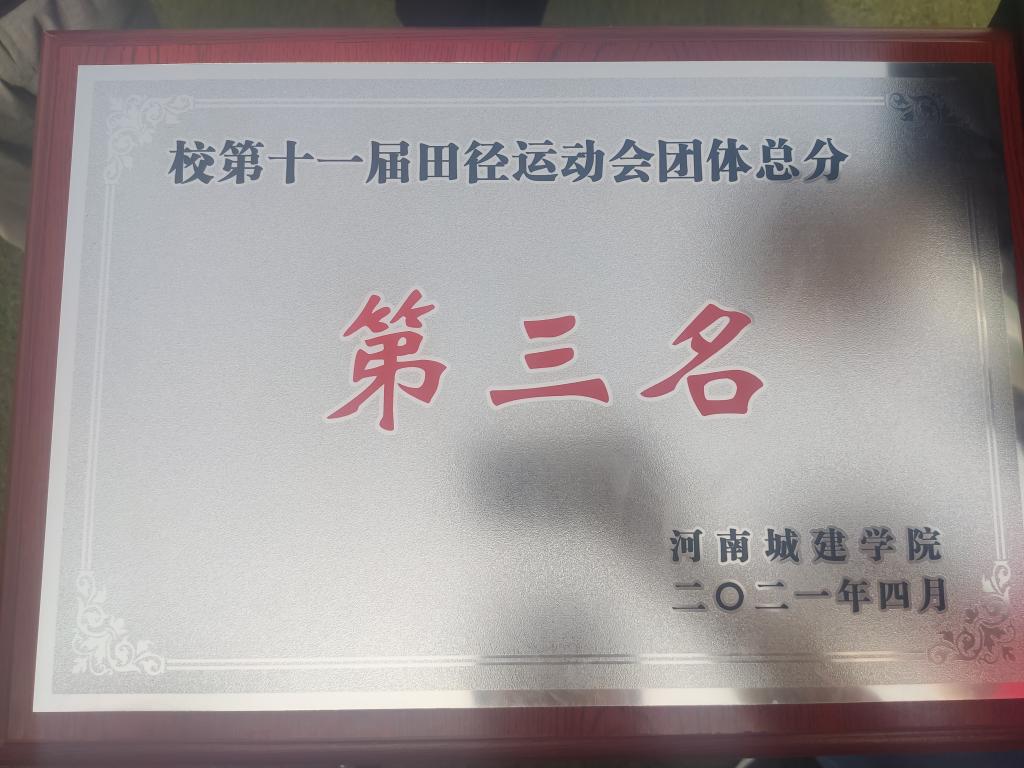 校第十一届田径运动会团体总分
第三名
河南城建学院
二〇二一年四月